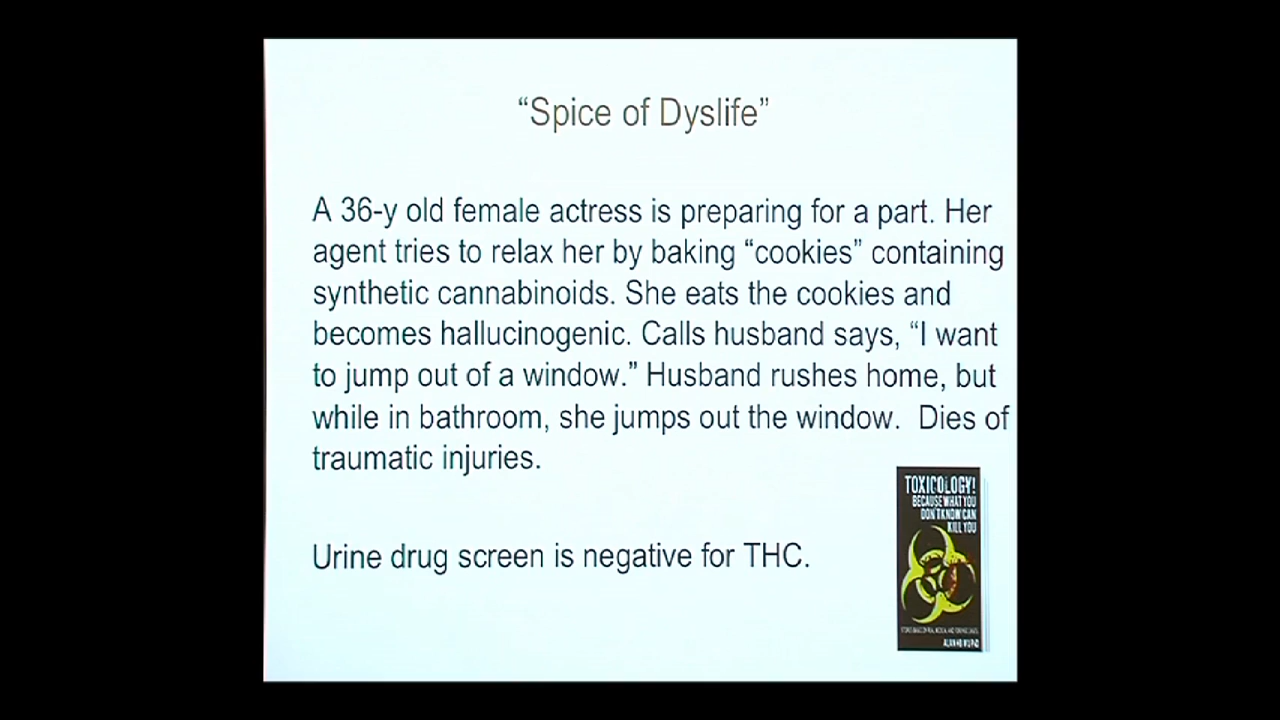 “Spice of Dyslife”
A 36-y old female actress is preparing for a part. Her
agent tries to relax her by baking “cookies” containing
synthetic cannabinoids. She eats the cookies and
becomes hallucinogenic. Calls husband says, “I want
to jump out of a window.” Husband rushes home, but
while in bathroom, she jumps out the window. Dies of
traumatic injuries.
Urine drug screen is negative for THC.
TOXICOLOGY!
BECAUSE WHAT YOU
DON'T KNOW CAN
KILL YOU